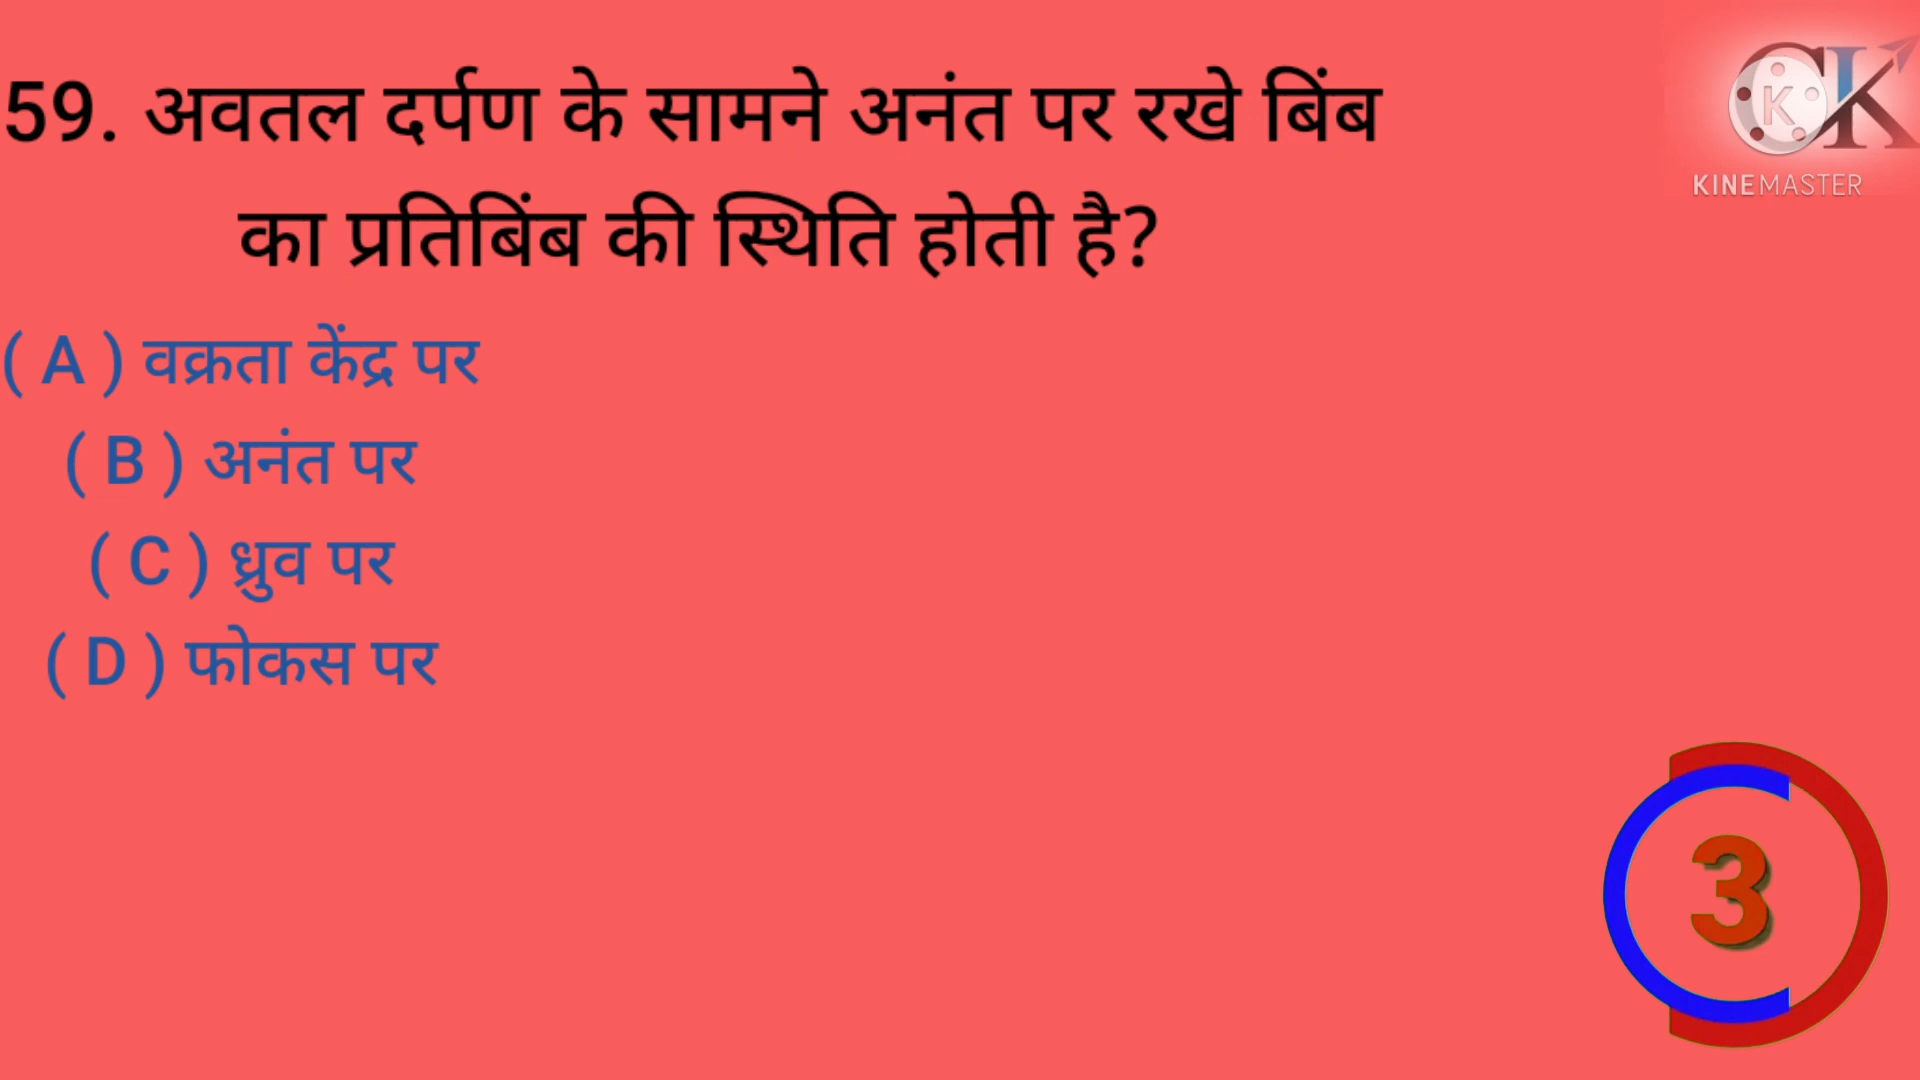 59. अवतल दर्पण के सामने अनंत पर रखे बिंब
का प्रतिबिंब की स्थिति होती है?
( A ) वक्रता केंद्र पर
( B ) अनंत पर
( C ) ध्रुव पर
( D ) फोकस पर
CK
K
KINEMASTER
3